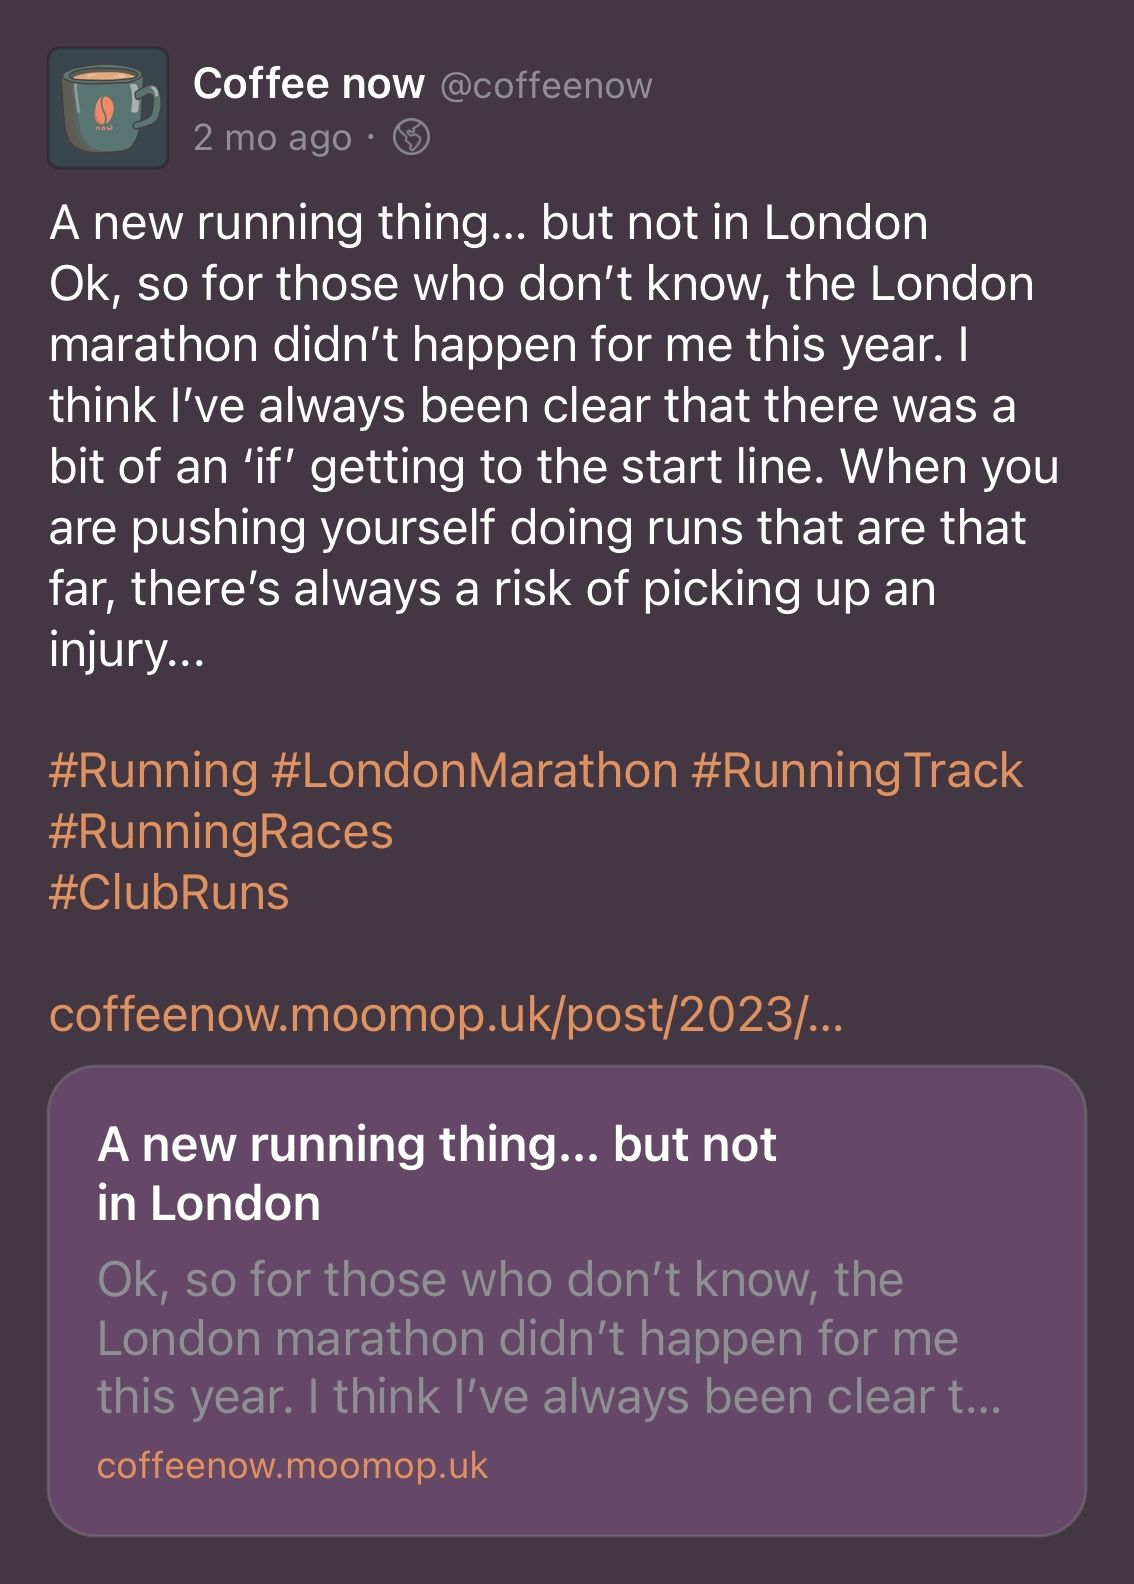 now
Coffee now @coffeenow
2 mo ago ·
A new running thing... but not in London
Ok, so for those who don’t know, the London
marathon didn’t happen for me this year. I
think I’ve always been clear that there was a
bit of an ‘if’ getting to the start line. When you
are pushing yourself doing runs that are that
far, there’s always a risk of picking up an
injury...
#Running #LondonMarathon #RunningTrack
#RunningRaces
#ClubRuns
coffeenow.moomop.uk/post/2023/...
A new running thing... but not
in London
Ok, so for those who don’t know, the
London marathon didn’t happen for me
this year. I think I’ve always been clear t...
coffeenow.moomop.uk